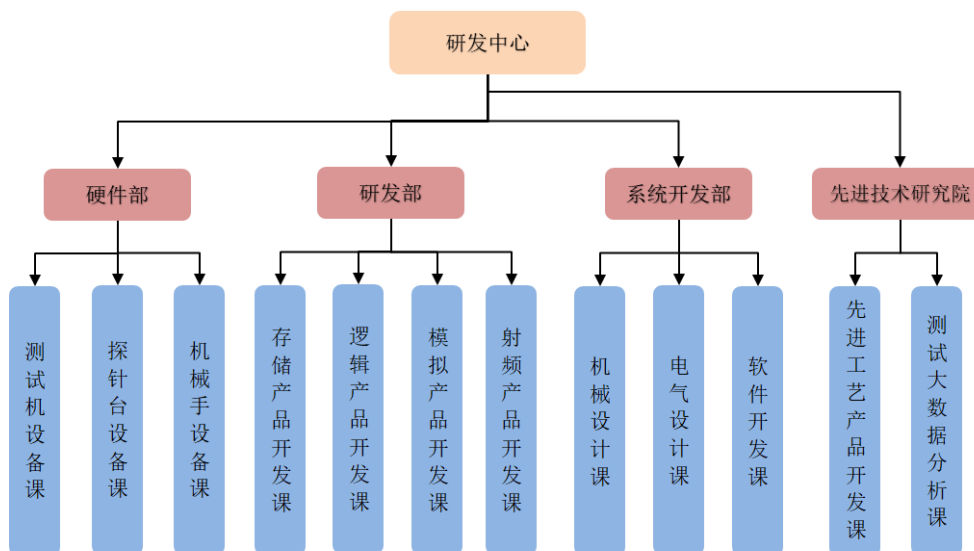 研发中心
硬件部
研发部
系统开发部
先进技术研究院
测试机设备课
探针台设备课
机械手设备课
存储产品开发课
逻辑产品开发课
模拟产品开发课
射频产品开发课
机械设计课
电气设计课
软件开发课
先进工艺产品开发课
测试大数据分析课